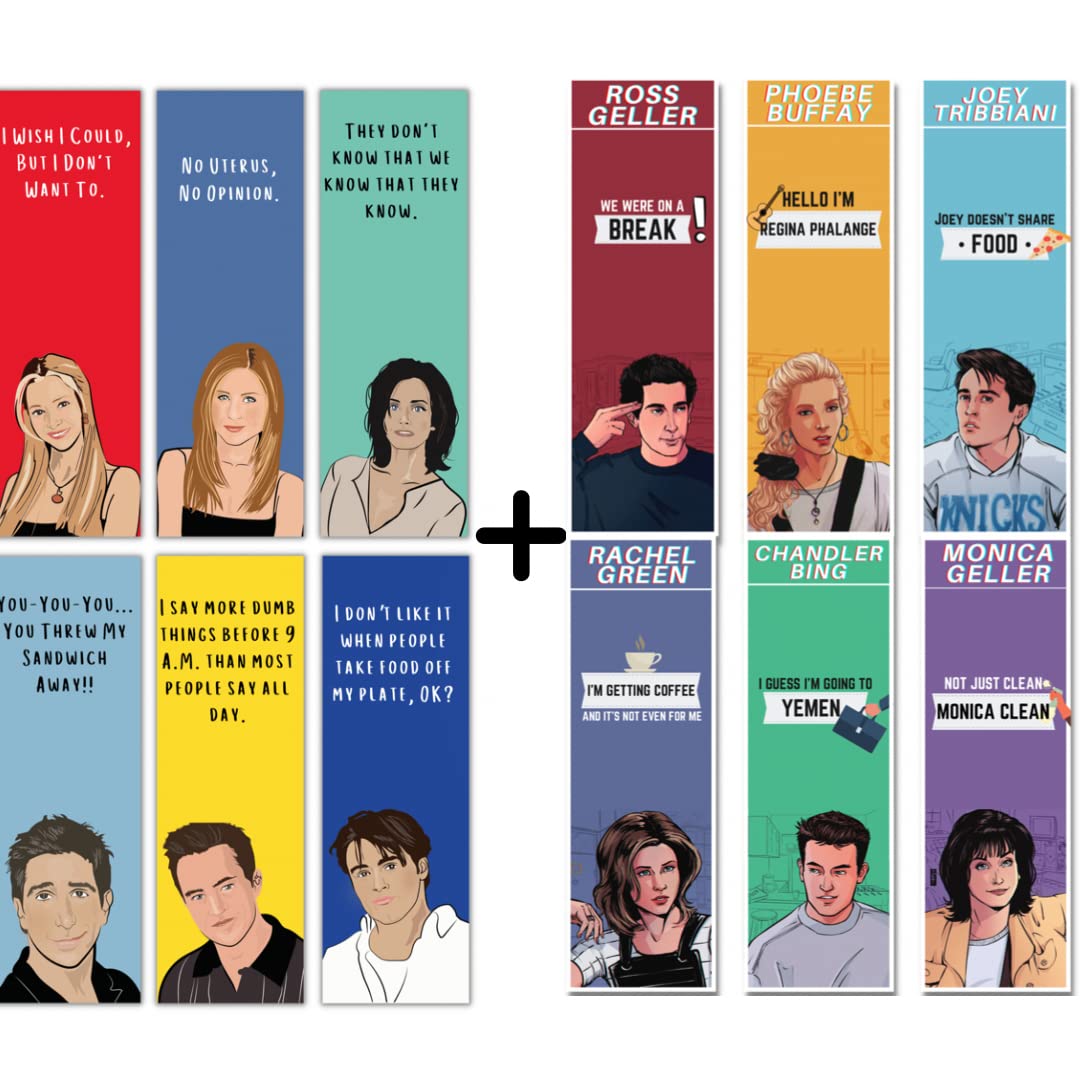 I WISH I COULD,
BUT I DON'T
WANT TO.
NO UTERUS,
NO OPINION.
THEY DON'T
KNOW THAT WE
KNOW THAT THEY
KNOW.
YOU-YOU-YOU...
YOU THREW MY
SANDWICH
AWAY!!
I SAY MORE DUMB
THINGS BEFORE 9
A.M. THAN MOST
PEOPLE SAY ALL
DAY.
I DON'T LIKE IT
WHEN PEOPLE
TAKE FOOD OFF
MY PLATE, OK?
+
ROSS
GELLER
WE WERE ON A
BREAK !
PHOEBE
BUFFAY
HELLO I'M
REGINA PHALANGE
JOEY
TRIBBIANI
JOEY DOESN'T SHARE
• FOOD •
KNICKS
RACHEL
GREEN
I'M GETTING COFFEE
AND IT'S NOT EVEN FOR ME
CHANDLER
BING
I GUESS I'M GOING TO
YEMEN
MONICA
GELLER
NOT JUST CLEAN
MONICA CLEAN